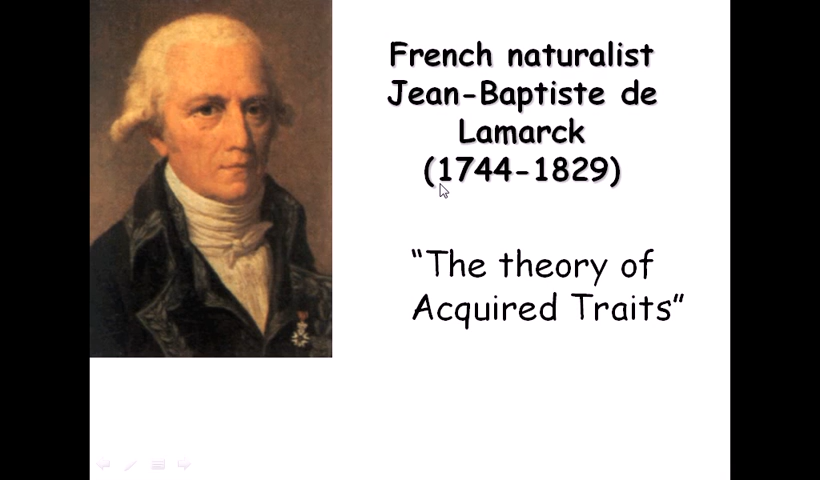 French naturalist
Jean-Baptiste de
Lamarck
(1744-1829)
“The theory of
Acquired Traits”